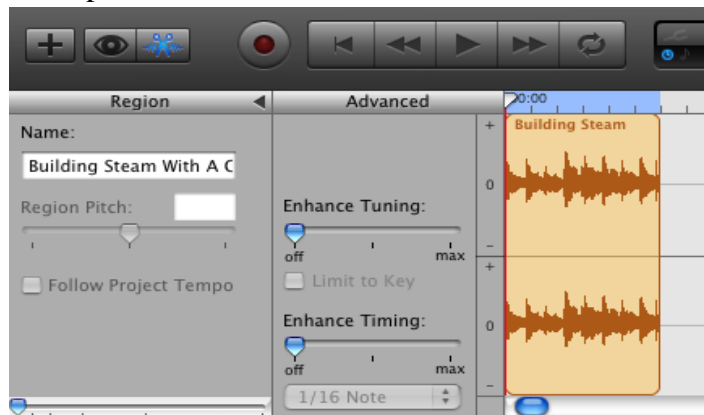 Region
Advanced
00:00
Name:
Building Steam With A C
Region Pitch:
Follow Project Tempo
Enhance Tuning:
off max
Limit to Key
Enhance Timing:
off max
1/16 Note
+
Building Steam
0
-
+
0
-